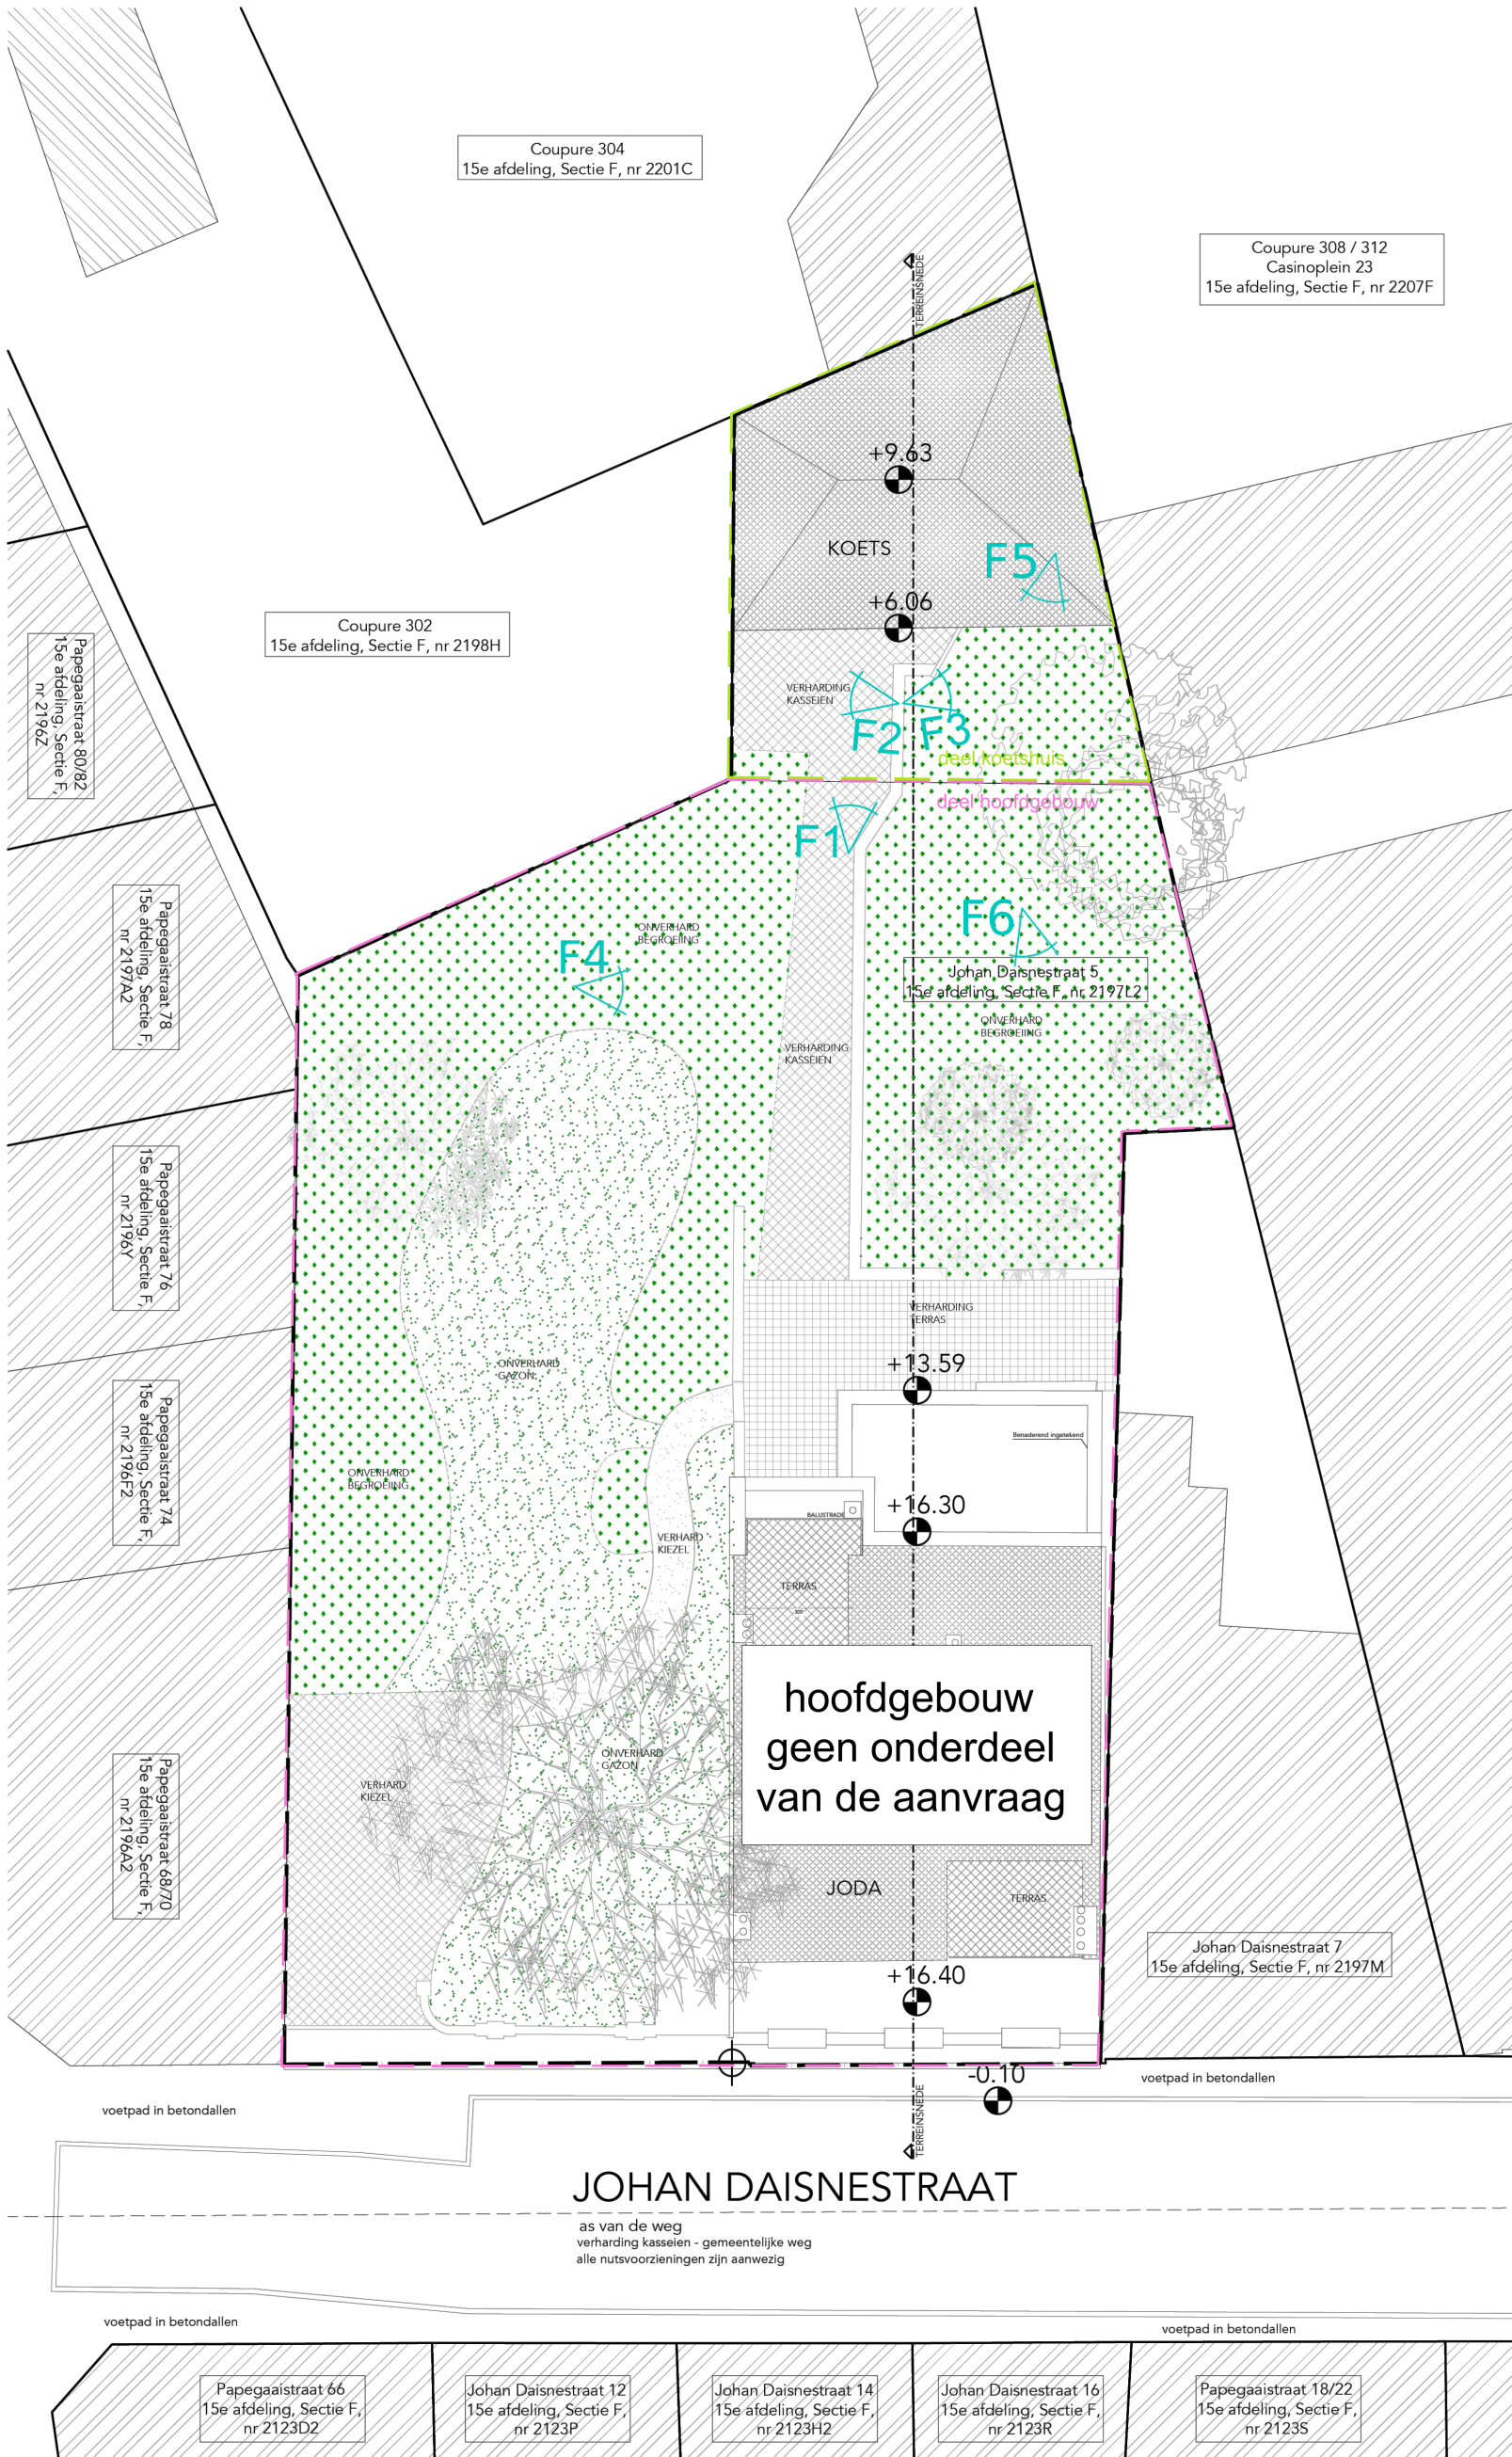 Coupure 304
15e afdeling, Sectie F, nr 2201C
Coupure 308 / 312
Casinoplein 23
15e afdeling, Sectie F, nr 2207F
TERREINSNEDE
+9.63
KOETS
F5
+6.06
Coupure 302
15e afdeling, Sectie F, nr 2198H
Papegaaistraat 80/82
15e afdeling, Sectie F,
nr 2196Z
VERHARDING
KASSEIEN
F2
F3
deel koetshuis
deel hoofdgebouw
F1
Papegaaistraat 78
15e afdeling, Sectie F,
nr 2197A2
ONVERHARD
BEGROEIING
F4
F6
Johan Daisnestraat 5
15e afdeling, Sectie F, nr 2197L2
ONVERHARD
BEGROEIING
VERHARDING
KASSEIEN
Papegaaistraat 76
15e afdeling, Sectie F,
nr 2196Y
VERHARDING
TERRAS
+13.59
ONVERHARD
GAZON
Papegaaistraat 74
15e afdeling, Sectie F,
nr 2196F2
Benaderend ingetekend
ONVERHARD
BEGROEIING
+16.30
BALUSTRADE
VERHARD
KIEZEL
TERRAS
hoofdgebouw
geen onderdeel
van de aanvraag
ONVERHARD
GAZON
VERHARD
KIEZEL
Papegaaistraat 68/70
15e afdeling, Sectie F,
nr 2196A2
JODA
TERRAS
Johan Daisnestraat 7
15e afdeling, Sectie F, nr 2197M
+16.40
-0.10
voetpad in betondallen
voetpad in betondallen
TERREINSNEDE
JOHAN DAISNESTRAAT
as van de weg
verharding kasseien - gemeentelijke weg
alle nutsvoorzieningen zijn aanwezig
voetpad in betondallen
voetpad in betondallen
Papegaaistraat 66
15e afdeling, Sectie F,
nr 2123D2
Johan Daisnestraat 12
15e afdeling, Sectie F,
nr 2123P
Johan Daisnestraat 14
15e afdeling, Sectie F,
nr 2123H2
Johan Daisnestraat 16
15e afdeling, Sectie F,
nr 2123R
Papegaaistraat 18/22
15e afdeling, Sectie F,
nr 2123S